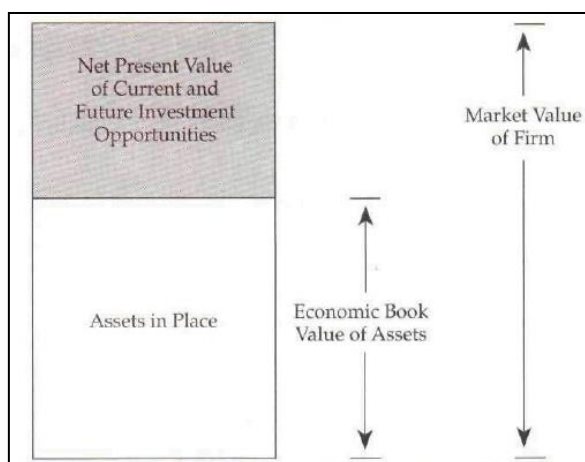 Net Present Value
of Current and
Future Investment
Opportunities
Market Value
of Firm
Assets in Place
Economic Book
Value of Assets